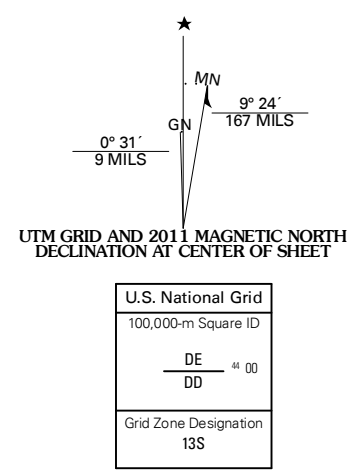 ★
MN
GN
9° 24´
167 MILS
0° 31´
9 MILS
UTM GRID AND 2011 MAGNETIC NORTH
DECLINATION AT CENTER OF SHEET
U.S. National Grid
100,000-m Square ID
DE
44 00
DD
Grid Zone Designation
13S